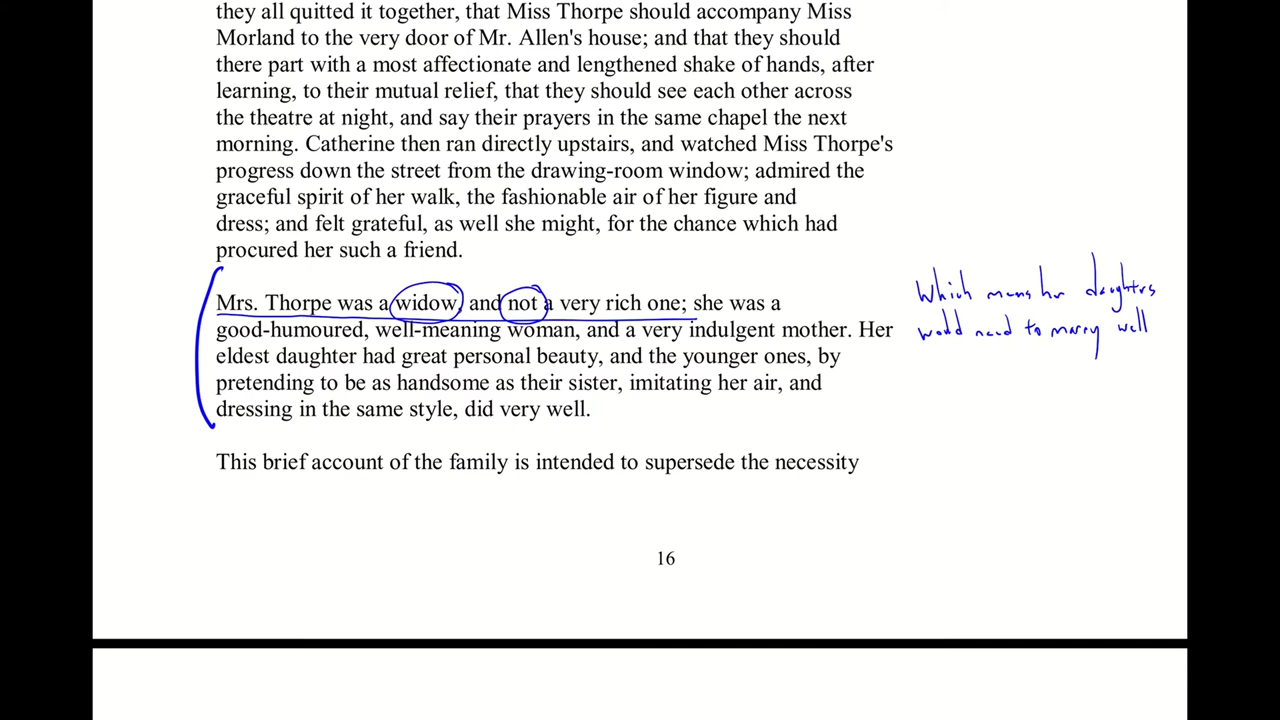 they all quitted it together, that Miss Thorpe should accompany Miss
Morland to the very door of Mr. Allen's house; and that they should
there part with a most affectionate and lengthened shake of hands, after
learning, to their mutual relief, that they should see each other across
the theatre at night, and say their prayers in the same chapel the next
morning. Catherine then ran directly upstairs, and watched Miss Thorpe's
progress down the street from the drawing-room window; admired the
graceful spirit of her walk, the fashionable air of her figure and
dress; and felt grateful, as well she might, for the chance which had
procured her such a friend.
Mrs. Thorpe was a widow, and not a very rich one; she was a
good-humoured, well-meaning woman, and a very indulgent mother. Her
eldest daughter had great personal beauty, and the younger ones, by
pretending to be as handsome as their sister, imitating her air, and
dressing in the same style, did very well.
Which means her daughters
would need to marry well
This brief account of the family is intended to supersede the necessity
16